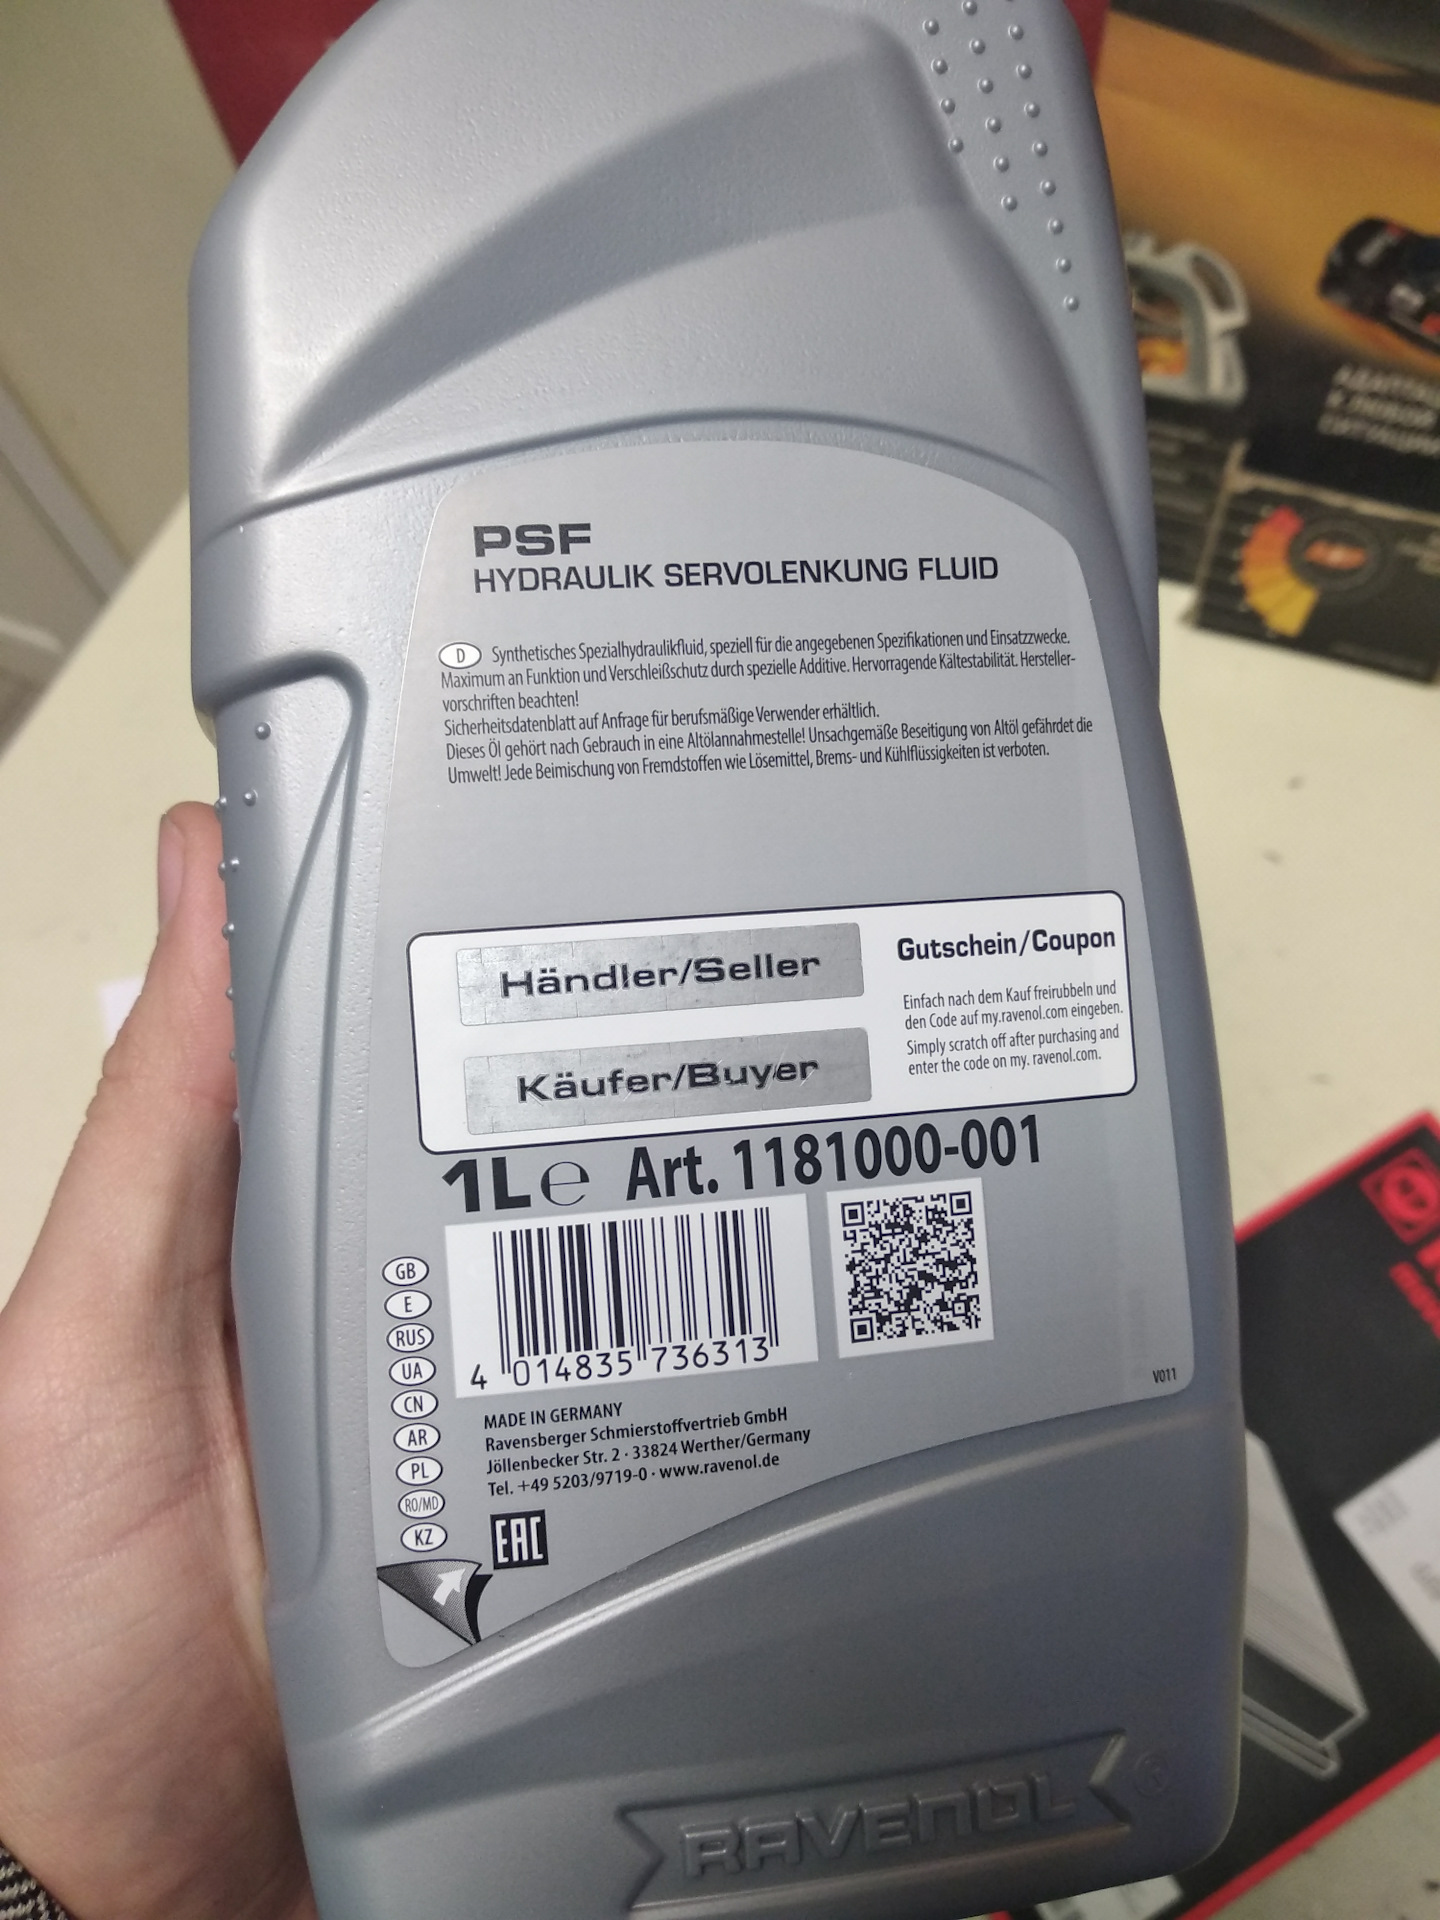 PSF
HYDRAULIK SERVOLENKUNG FLUID
D Synthetisches Spezialhydraulikfluid, speziell für die angegebenen Spezifikationen und Einsatzzwecke.
Maximum an Funktion und Verschleißschutz durch spezielle Additive. Hervorragende Kältestabilität. Hersteller-
vorschriften beachten!
Sicherheitsdatenblatt auf Anfrage für berufsmäßige Verwender erhältlich.
Dieses Öl gehört nach Gebrauch in eine Altölannahmestelle! Unsachgemäße Beseitigung von Altöl gefährdet die
Umwelt! Jede Beimischung von Fremdstoffen wie Lösemittel, Brems- und Kühlflüssigkeiten ist verboten.
Händler/Seller
Käufer/Buyer
Gutschein/Coupon
Einfach nach dem Kauf freirubbeln und
den Code auf my.ravenol.com eingeben.
Simply scratch off after purchasing and
enter the code on my. ravenol.com.
1L e Art. 1181000-001
4 014835 736313
GB
E
RUS
UA
CN
AR
PL
RO/MD
KZ
V011
MADE IN GERMANY
Ravensberger Schmierstoffvertrieb GmbH
Jöllenbecker Str. 2 · 33824 Werther/Germany
Tel. +49 5203/9719-0 · www.ravenol.de
EAC
RAVENOL ®